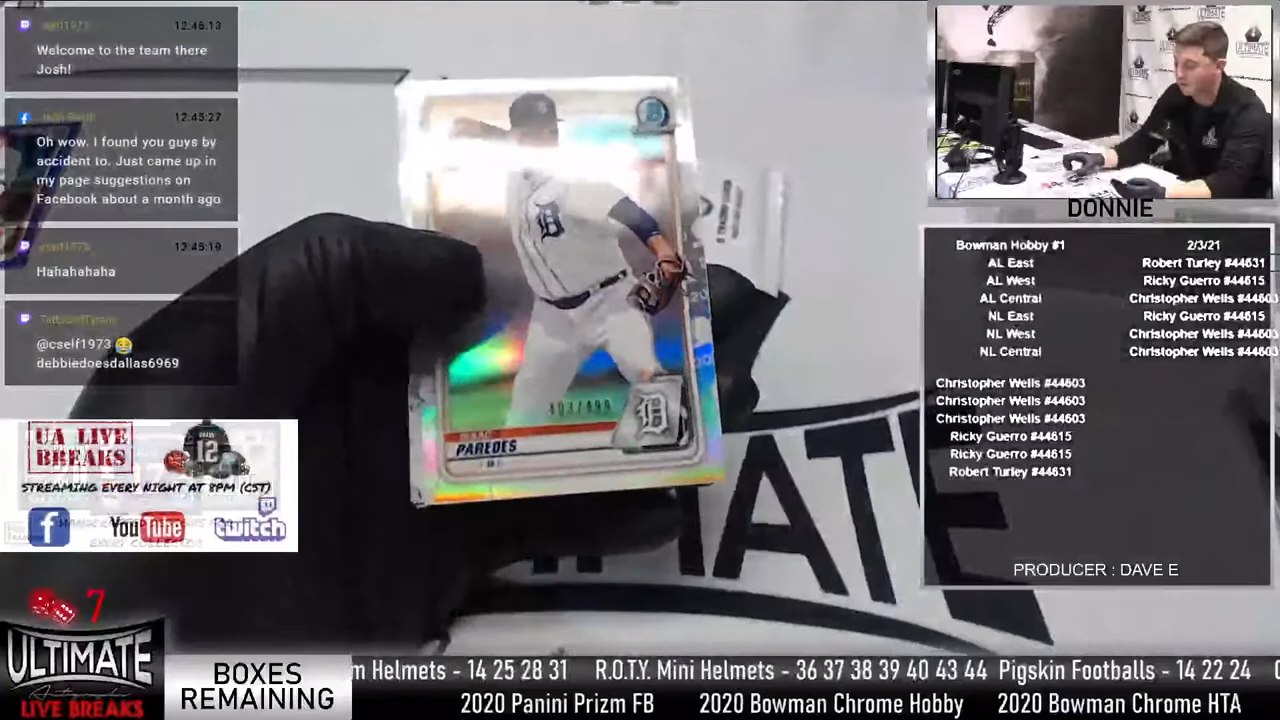 12:46:13
Welcome to the team there
Josh!
12:45:27
Oh wow. I found you guys by
accident to. Just came up in
my page suggestions on
Facebook about a month ago
cself1973
12:45:19
Hahahahaha
@cself1973 😂
debbiedoesdallas6969
UA LIVE
BREAKS
12
STREAMING EVERY NIGHT AT 8PM (CST)
f
YouTube
twitch
7
ULTIMATE
Autographs
LIVE BREAKS
BOXES
REMAINING
D
D
/499
PAREDES
MATE
ULTIMATE
DONNIE
Bowman Hobby #1 2/3/21
AL East Robert Turley #44631
AL West Ricky Guerro #44615
AL Central Christopher Wells #44603
NL East Ricky Guerro #44615
NL West Christopher Wells #44603
NL Central Christopher Wells #44603
Christopher Wells #44603
Christopher Wells #44603
Christopher Wells #44603
Ricky Guerro #44615
Ricky Guerro #44615
Robert Turley #44631
PRODUCER : DAVE E
m Helmets - 14 25 28 31 R.O.T.Y. Mini Helmets - 36 37 38 39 40 43 44 Pigskin Footballs - 14 22 24
2020 Panini Prizm FB 2020 Bowman Chrome Hobby 2020 Bowman Chrome HTA